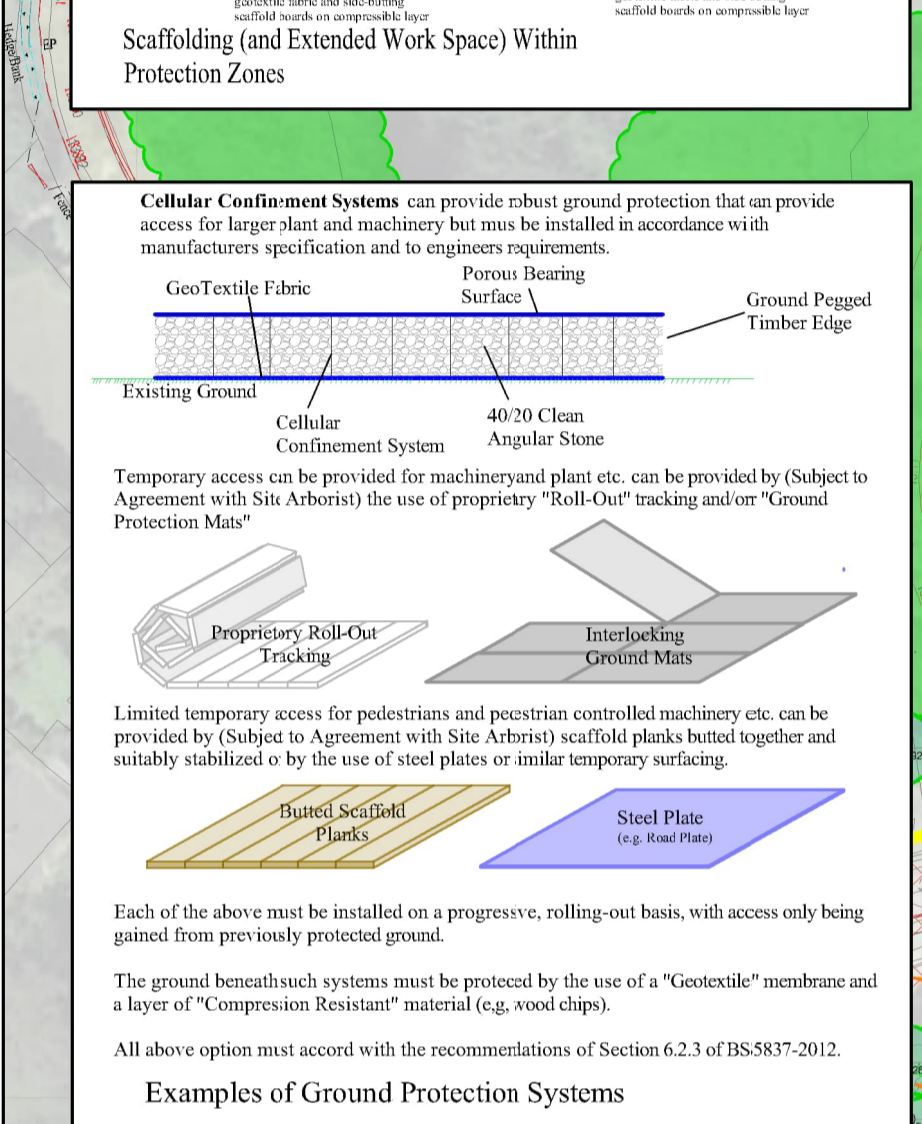 geotextile fabric and side-butting
scaffold boards on compressible layer
scaffold boards on compressible layer
Scaffolding (and Extended Work Space) Within
Protection Zones
Hedge/Bank
Fence
Cellular Confinement Systems can provide robust ground protection that can provide
access for larger plant and machinery but mus be installed in accordance with
manufacturers specification and to engineers requirements.
GeoTextile Fabric
Porous Bearing
Surface
Ground Pegged
Timber Edge
Existing Ground
Cellular
Confinement System
40/20 Clean
Angular Stone
Temporary access can be provided for machinery and plant etc. can be provided by (Subject to
Agreement with Site Arborist) the use of proprietry "Roll-Out" tracking and/orr "Ground
Protection Mats"
Proprietory Roll-Out
Tracking
Interlocking
Ground Mats
Limited temporary access for pedestrians and pedestrian controlled machinery etc. can be
provided by (Subject to Agreement with Site Arborist) scaffold planks butted together and
suitably stabilized or by the use of steel plates or similar temporary surfacing.
Butted Scaffold
Planks
Steel Plate
(e.g. Road Plate)
Each of the above must be installed on a progressive, rolling-out basis, with access only being
gained from previously protected ground.
The ground beneath such systems must be proteced by the use of a "Geotextile" membrane and
a layer of "Compression Resistant" material (e,g, wood chips).
All above option must accord with the recommendations of Section 6.2.3 of BS5837-2012.
Examples of Ground Protection Systems